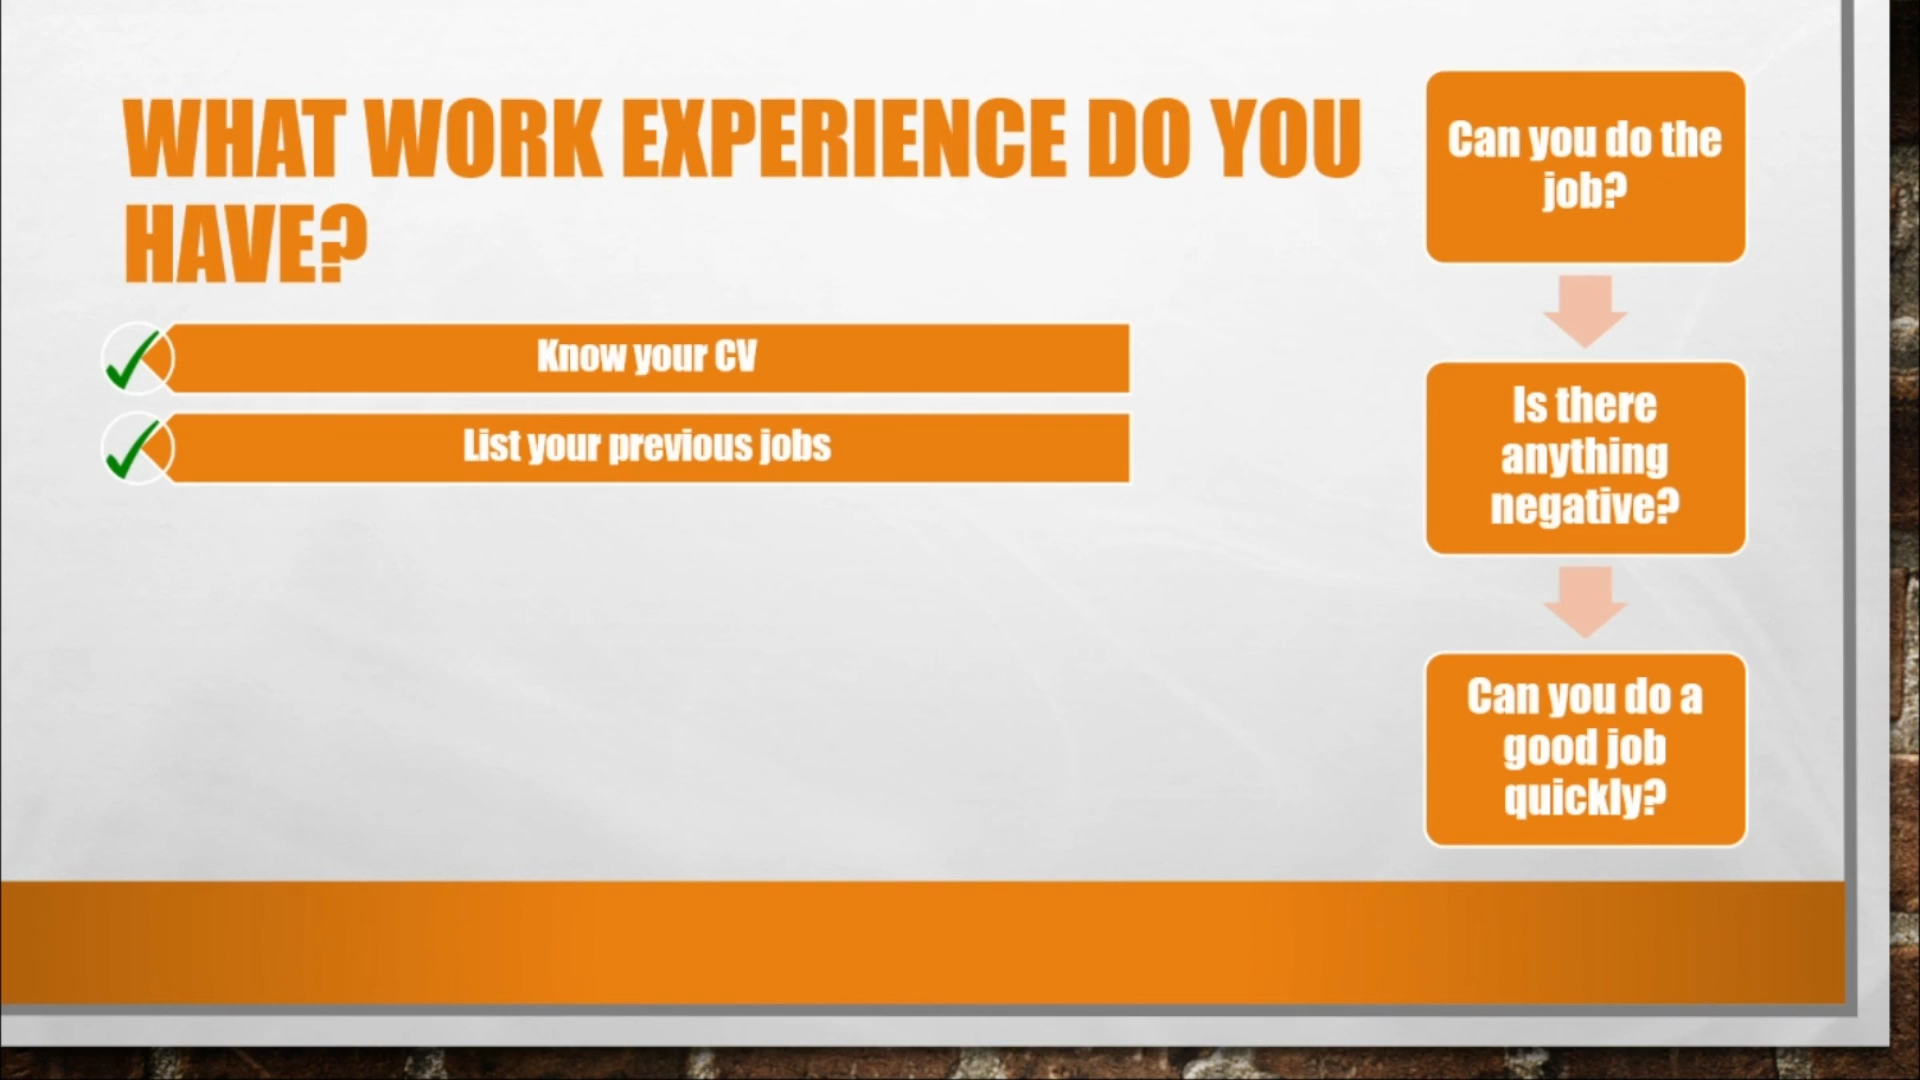 WHAT WORK EXPERIENCE DO YOU
HAVE?
Know your CV
List your previous jobs
Can you do the
job?
Is there
anything
negative?
Can you do a
good job
quickly?